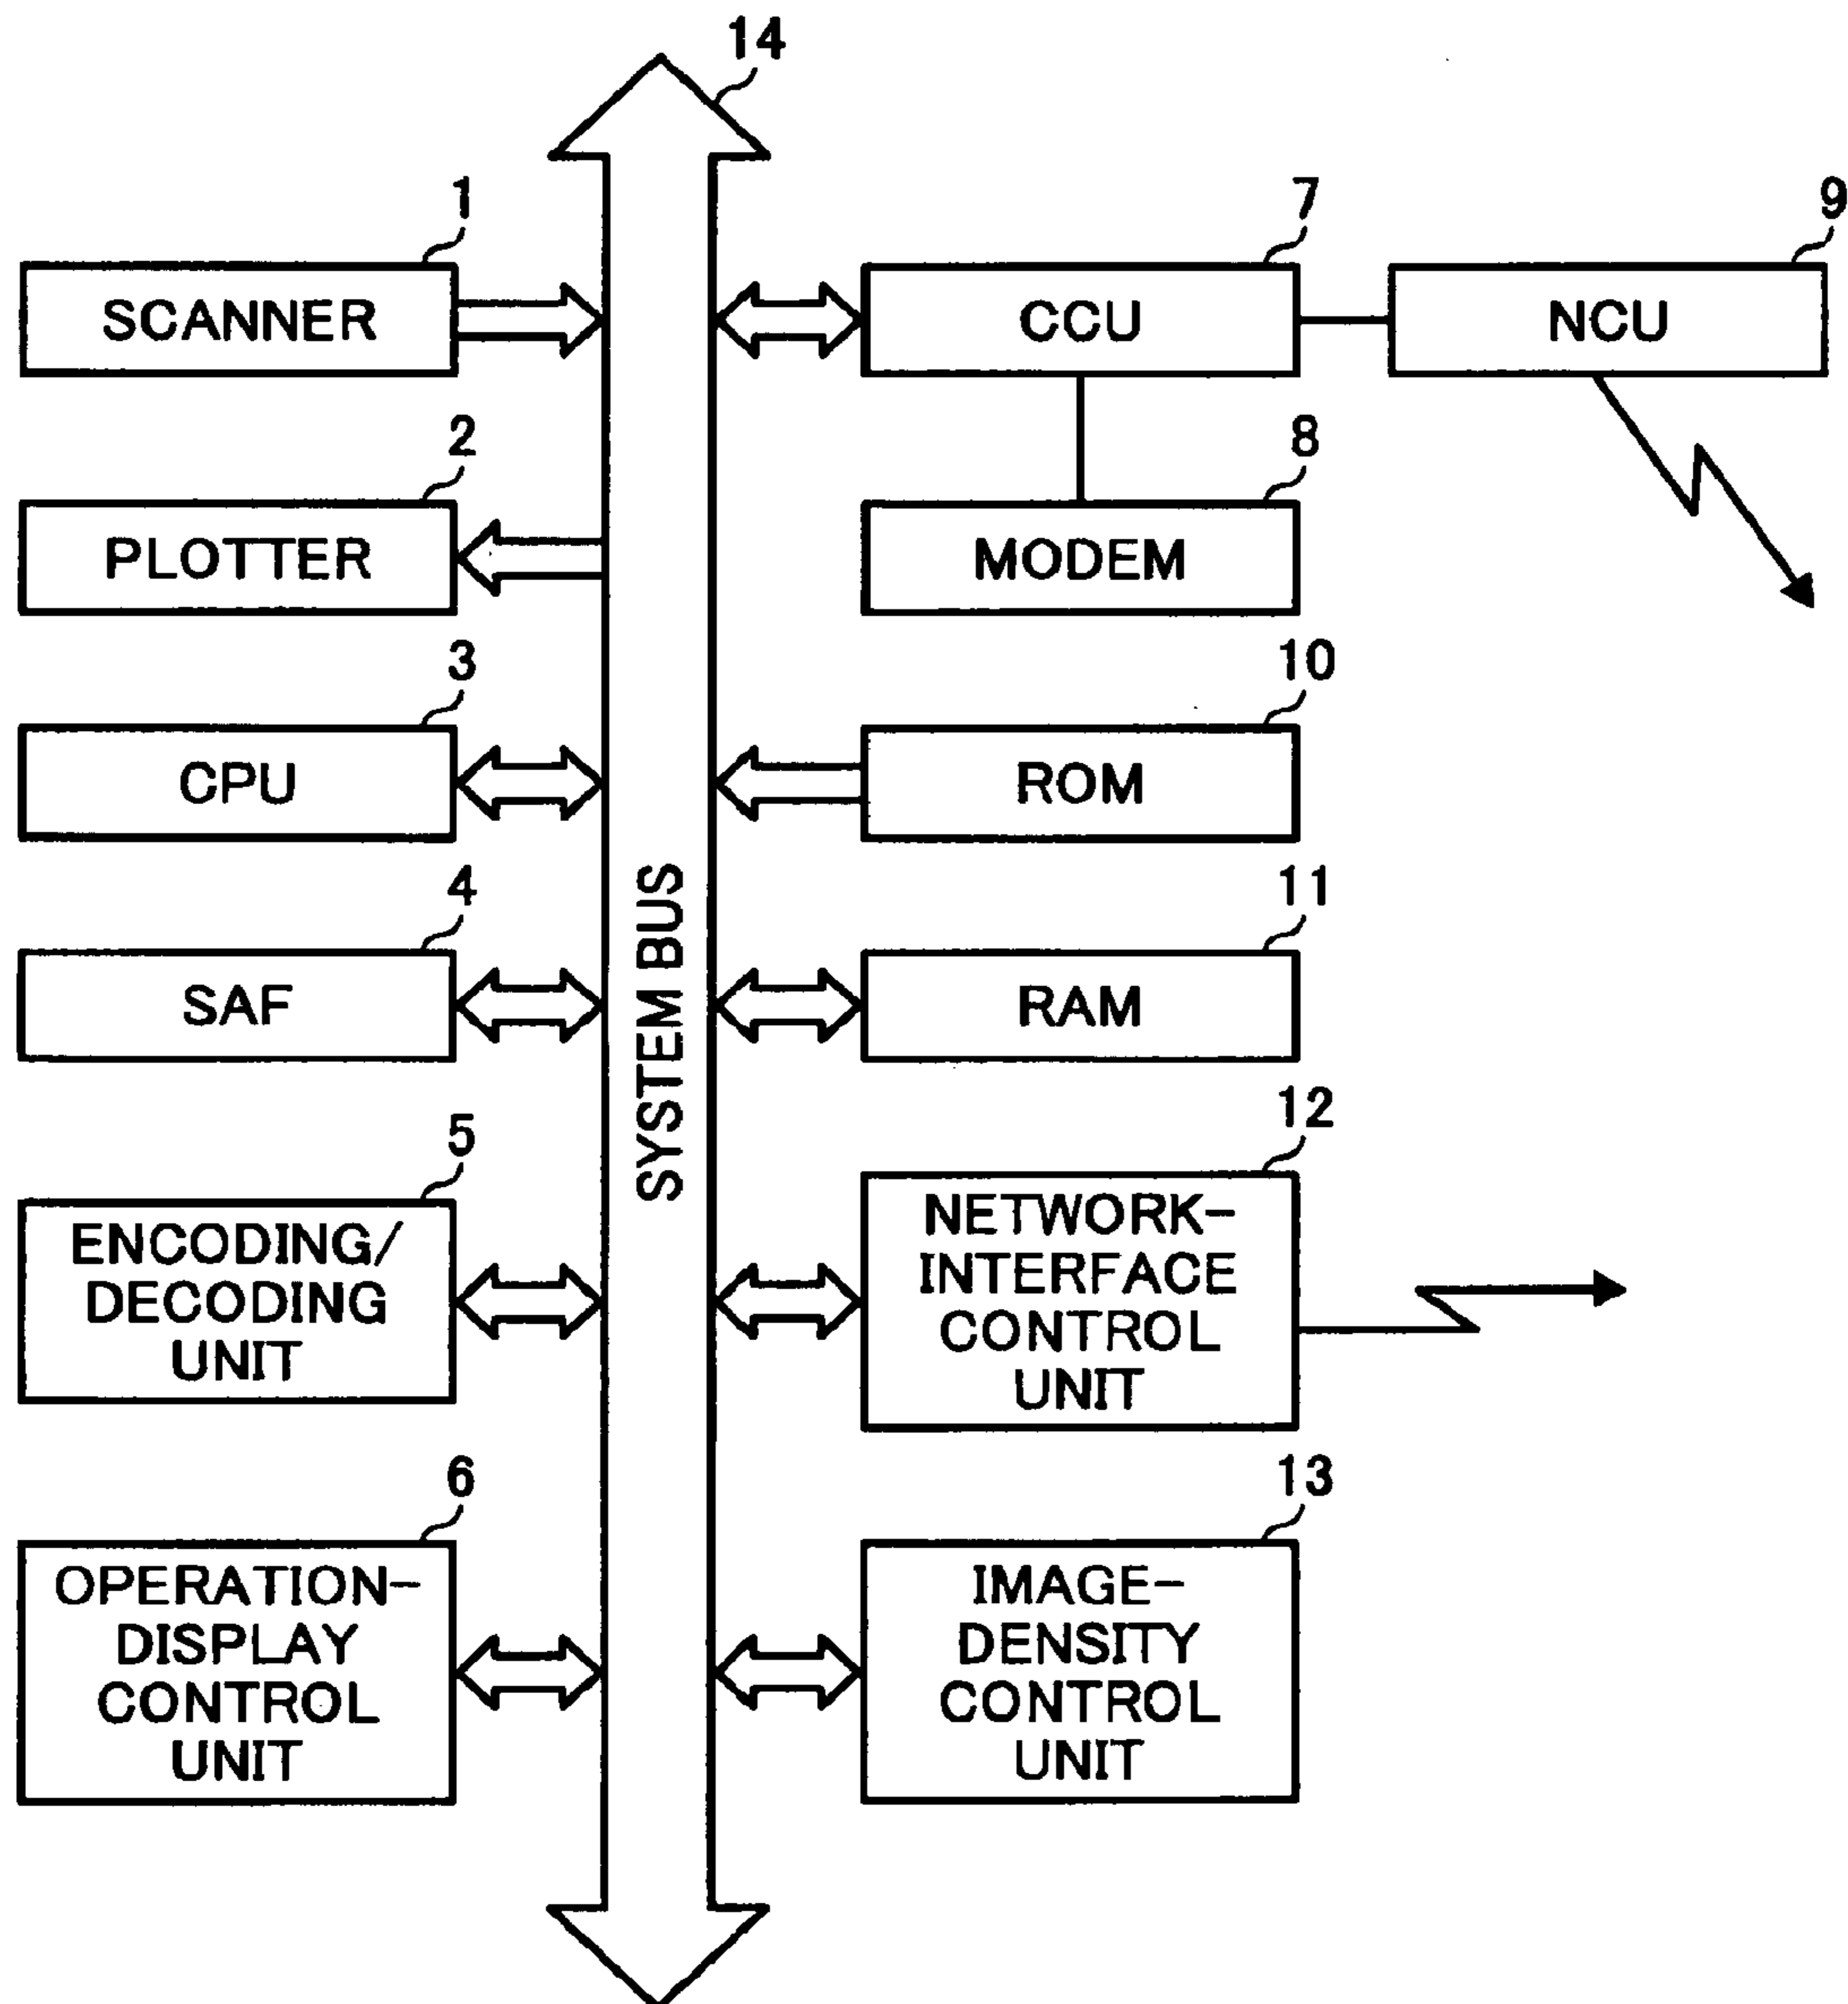 14
1
SCANNER
7
CCU
9
NCU
2
PLOTTER
8
MODEM
3
CPU
10
ROM
4
SAF
11
RAM
SYSTEM BUS
5
ENCODING/
DECODING
UNIT
12
NETWORK-
INTERFACE
CONTROL
UNIT
6
OPERATION-
DISPLAY
CONTROL
UNIT
13
IMAGE-
DENSITY
CONTROL
UNIT